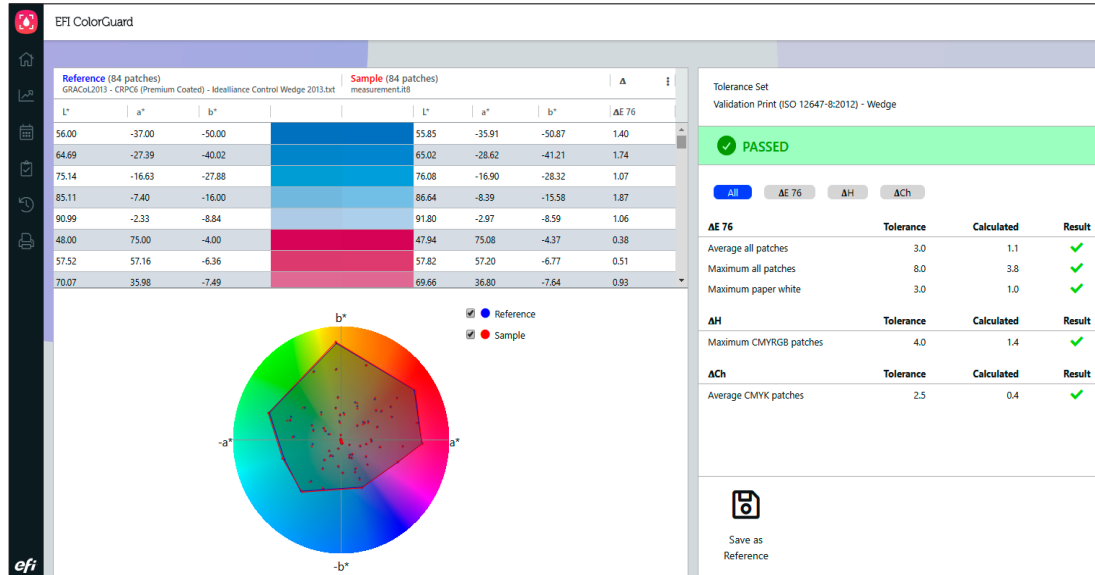 EFI ColorGuard
Reference (84 patches) Sample (84 patches) Δ
GRACoL2013 - CRPC6 (Premium Coated) - Idealliance Control Wedge 2013.txt measurement.it8
L* a* b* L* a* b* ΔE 76
56.00 -37.00 -50.00 55.85 -35.91 -50.87 1.40
64.69 -27.39 -40.02 65.02 -28.62 -41.21 1.74
75.14 -16.63 -27.88 76.08 -16.90 -28.32 1.07
85.11 -7.40 -16.00 86.64 -8.39 -15.58 1.87
90.99 -2.33 -8.84 91.80 -2.97 -8.59 1.06
48.00 75.00 -4.00 47.94 75.08 -4.37 0.38
57.52 57.16 -6.36 57.82 57.20 -6.77 0.51
70.07 35.98 -7.49 69.66 36.80 -7.64 0.93
b*
Reference
Sample
-a* a*
-b*
efi
Tolerance Set
Validation Print (ISO 12647-8:2012) - Wedge
PASSED
All ΔE 76 ΔH ΔCh
ΔE 76 Tolerance Calculated Result
Average all patches 3.0 1.1
Maximum all patches 8.0 3.8
Maximum paper white 3.0 1.0
ΔH Tolerance Calculated Result
Maximum CMYRGB patches 4.0 1.4
ΔCh Tolerance Calculated Result
Average CMYK patches 2.5 0.4
Save as
Reference